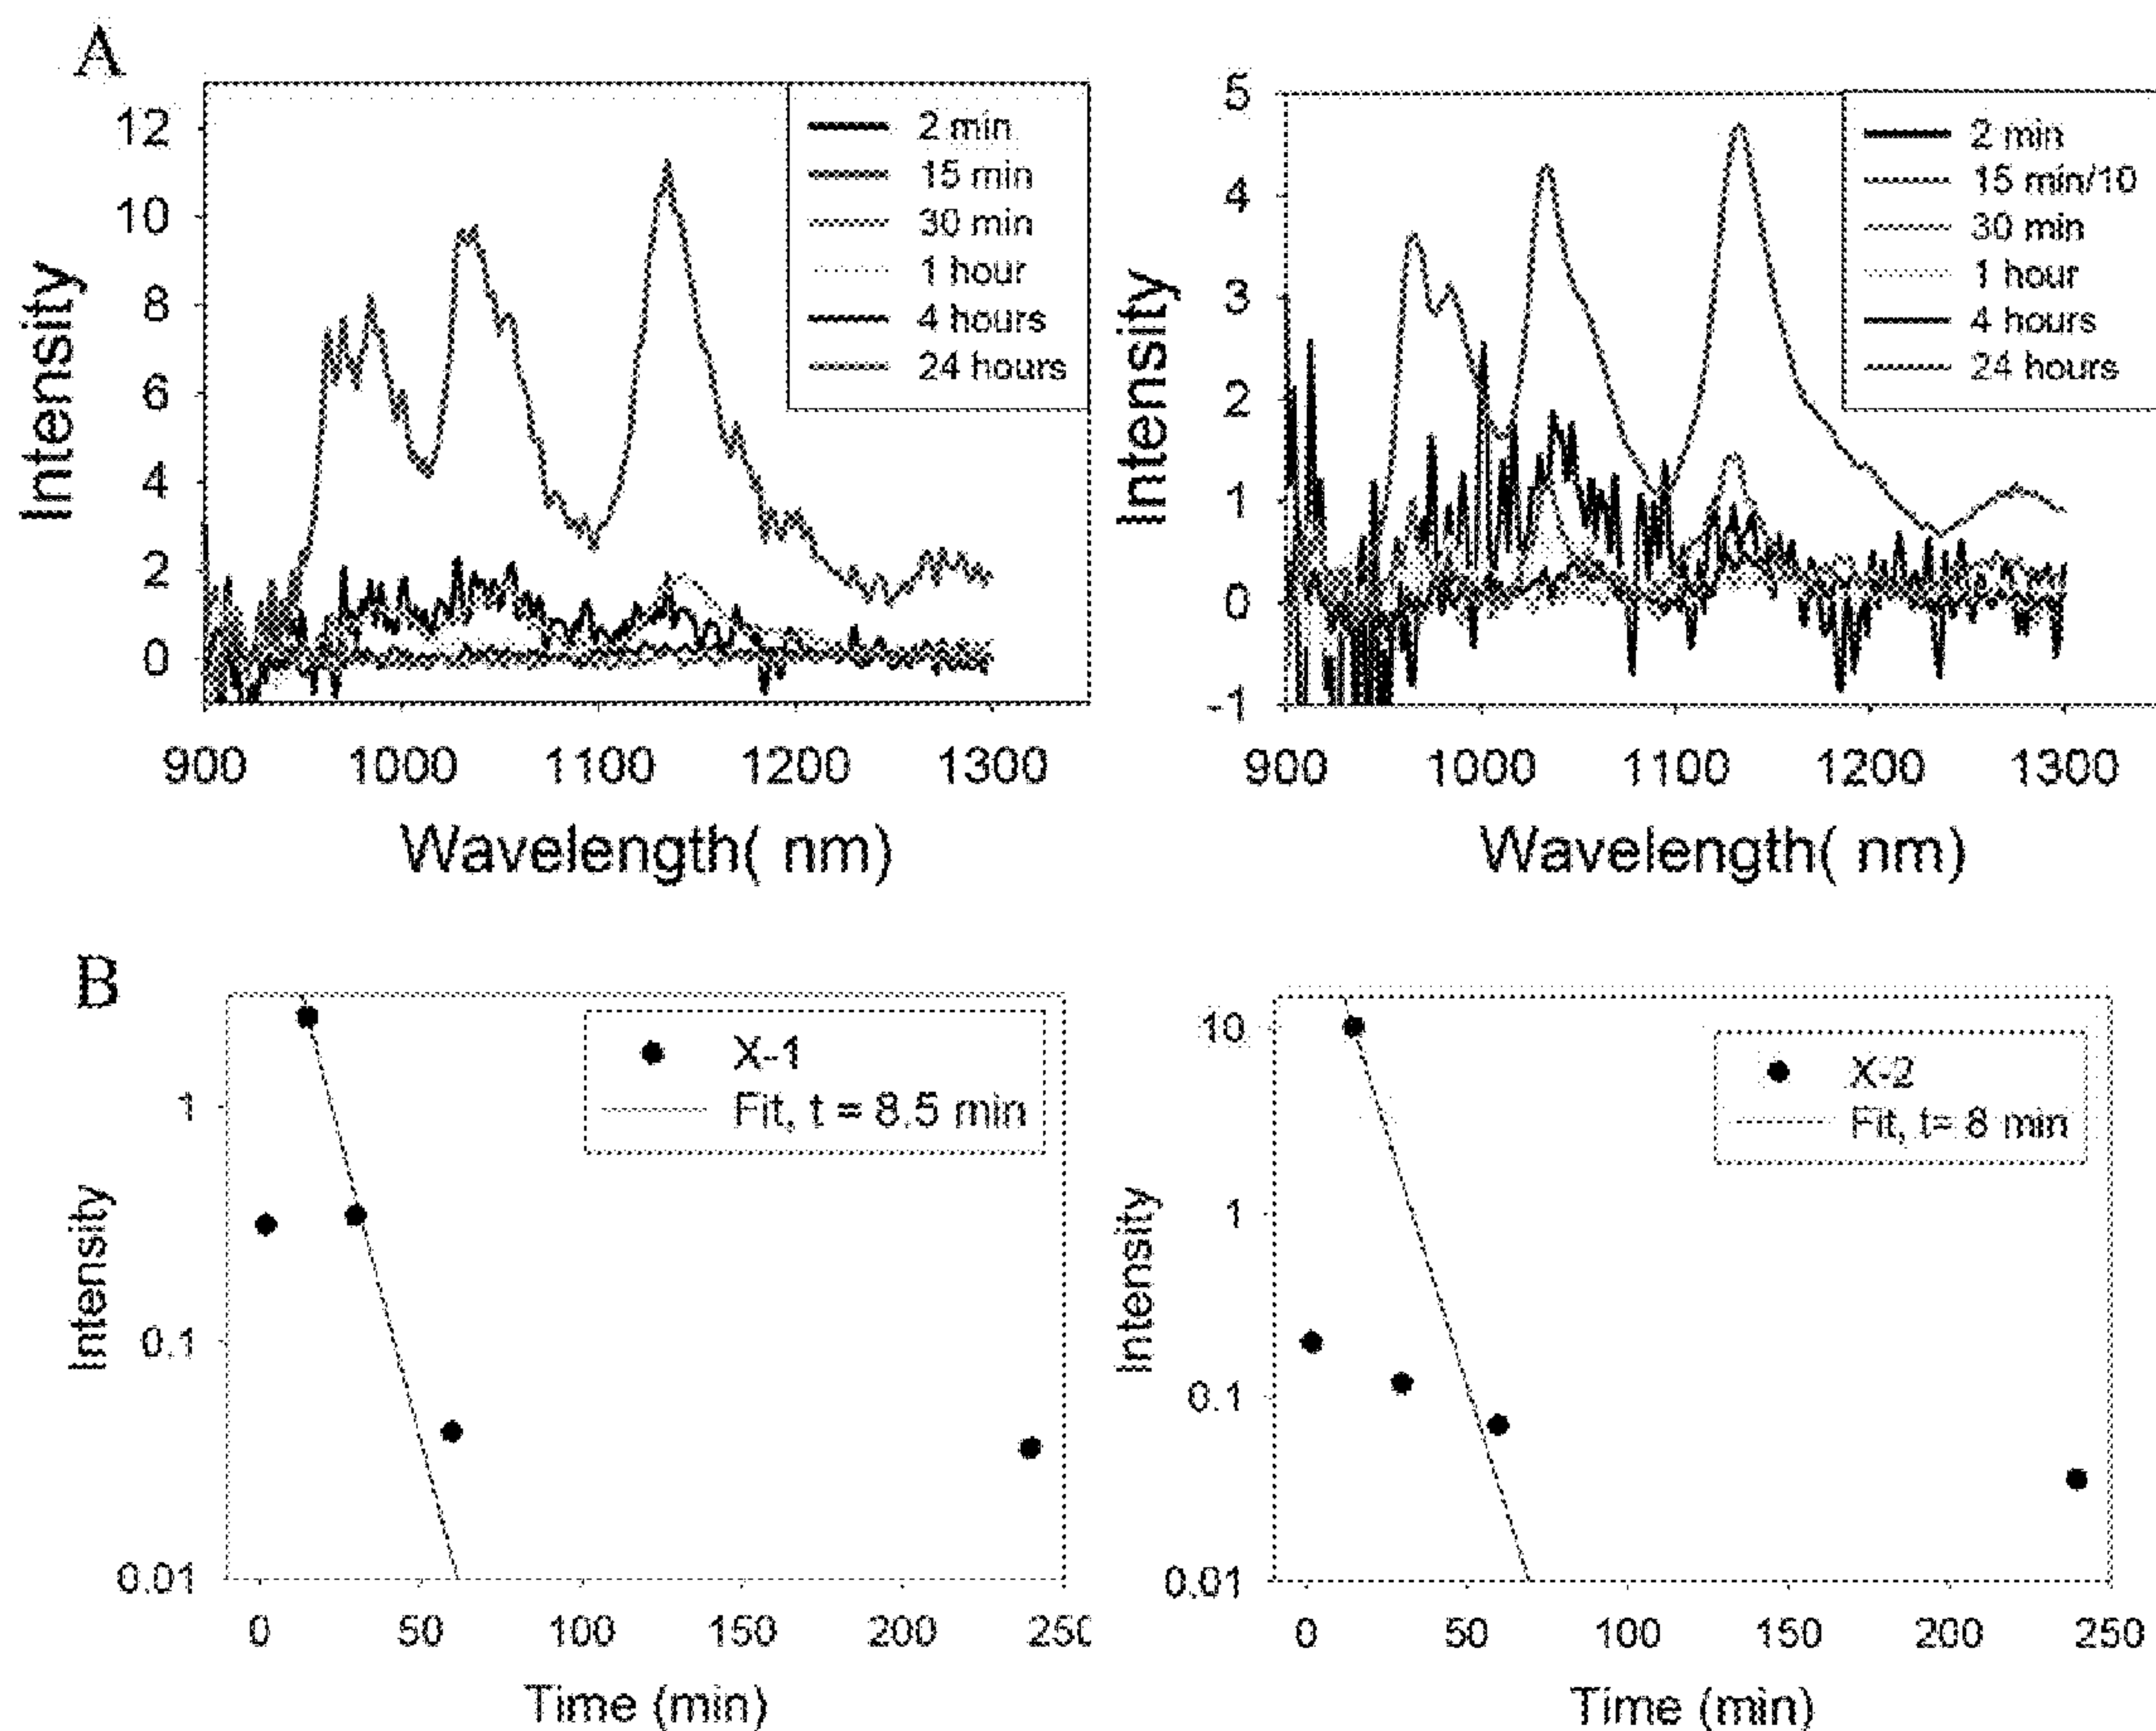 A
Intensity
12
10
8
6
4
2
0
2 min
15 min
30 min
1 hour
4 hours
24 hours
900
1000
1100
1200
1300
Wavelength( nm)
Intensity
5
4
3
2
1
0
-1
2 min
15 min/10
30 min
1 hour
4 hours
24 hours
900
1000
1100
1200
1300
Wavelength( nm)
B
Intensity
1
0.1
0.01
X-1
Fit, t = 8.5 min
0
50
100
150
200
250
Time (min)
Intensity
10
1
0.1
0.01
X-2
Fit, t= 8 min
0
50
100
150
200
250
Time (min)